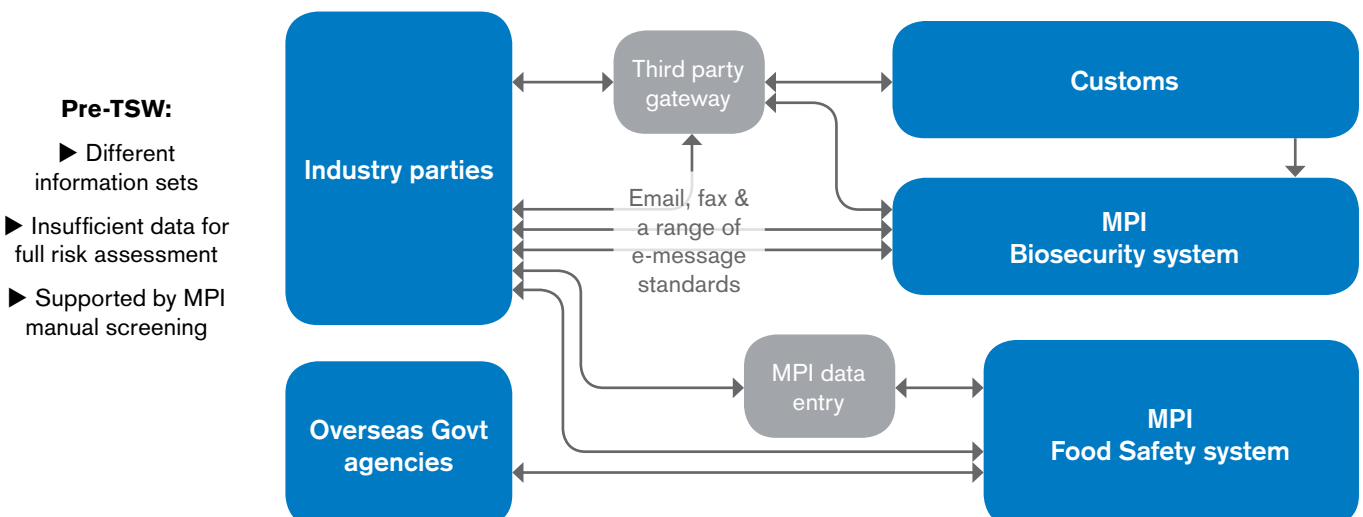 Pre-TSW:
▶ Different
information sets
▶ Insufficient data for
full risk assessment
▶ Supported by MPI
manual screening
Industry parties
Third party
gateway
Customs
Email, fax &
a range of
e-message
standards
MPI
Biosecurity system
MPI data
entry
Overseas Govt
agencies
MPI
Food Safety system